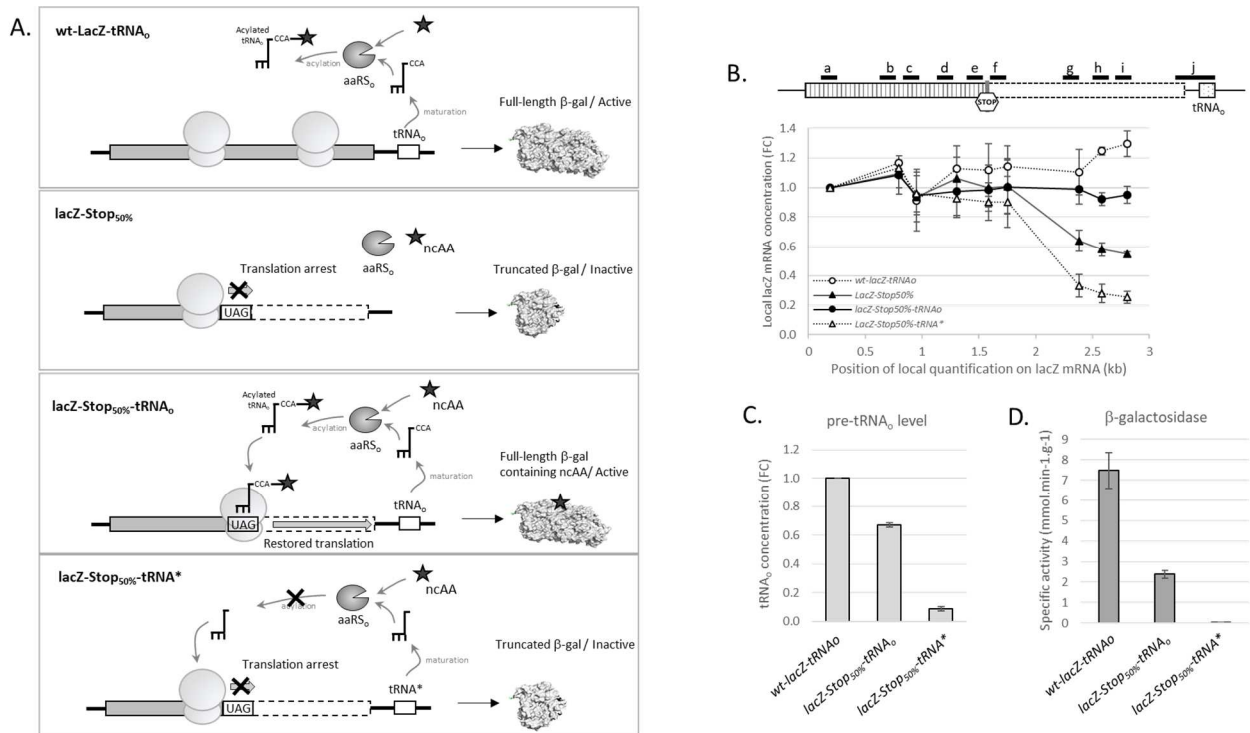 A.
wt-LacZ-tRNAₒ
Acylated
tRNAₒ
CCA
acylation
aaRSₒ
CCA
maturation
tRNAₒ
Full-length β-gal / Active
lacZ-Stop₅₀%
aaRSₒ
ncAA
Translation arrest
UAG
Truncated β-gal / Inactive
lacZ-Stop₅₀%-tRNAₒ
Acylated
tRNAₒ
CCA
acylation
aaRSₒ
ncAA
CCA
maturation
CCA
UAG
tRNAₒ
Restored translation
Full-length β-gal
containing ncAA/ Active
lacZ-Stop₅₀%-tRNA*
acylation
aaRSₒ
ncAA
maturation
Translation arrest
UAG
tRNA*
Truncated β-gal / Inactive
B.
a b c d e f g h i j
STOP
tRNAₒ
Local lacZ mRNA concentration (FC)
1.4
1.2
1.0
0.8
0.6
0.4
0.2
0.0
wt-lacZ-tRNAo
LacZ-Stop50%
lacZ-Stop50%-tRNAo
LacZ-Stop50%-tRNA*
0 0.5 1 1.5 2 2.5 3
Position of local quantification on lacZ mRNA (kb)
C.
pre-tRNAₒ level
tRNAₒ concentration (FC)
1.0
0.8
0.6
0.4
0.2
0.0
wt-lacZ-tRNAo
lacZ-Stop₅₀%-tRNAₒ
lacZ-Stop₅₀%-tRNA*
D.
β-galactosidase
Specific activity (mmol.min-1.g-1)
9
8
7
6
5
4
3
2
1
0
wt-lacZ-tRNAo
lacZ-Stop₅₀%-tRNAₒ
lacZ-Stop₅₀%-tRNA*